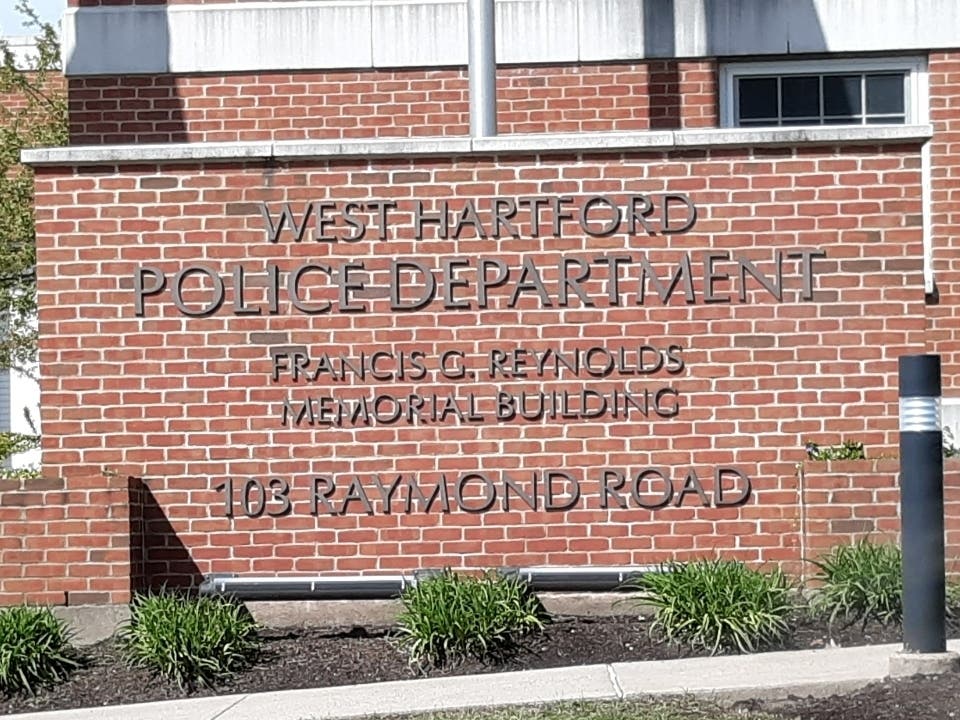 WEST HARTFORD
POLICE DEPARTMENT
FRANCIS G. REYNOLDS
MEMORIAL BUILDING
103 RAYMOND ROAD